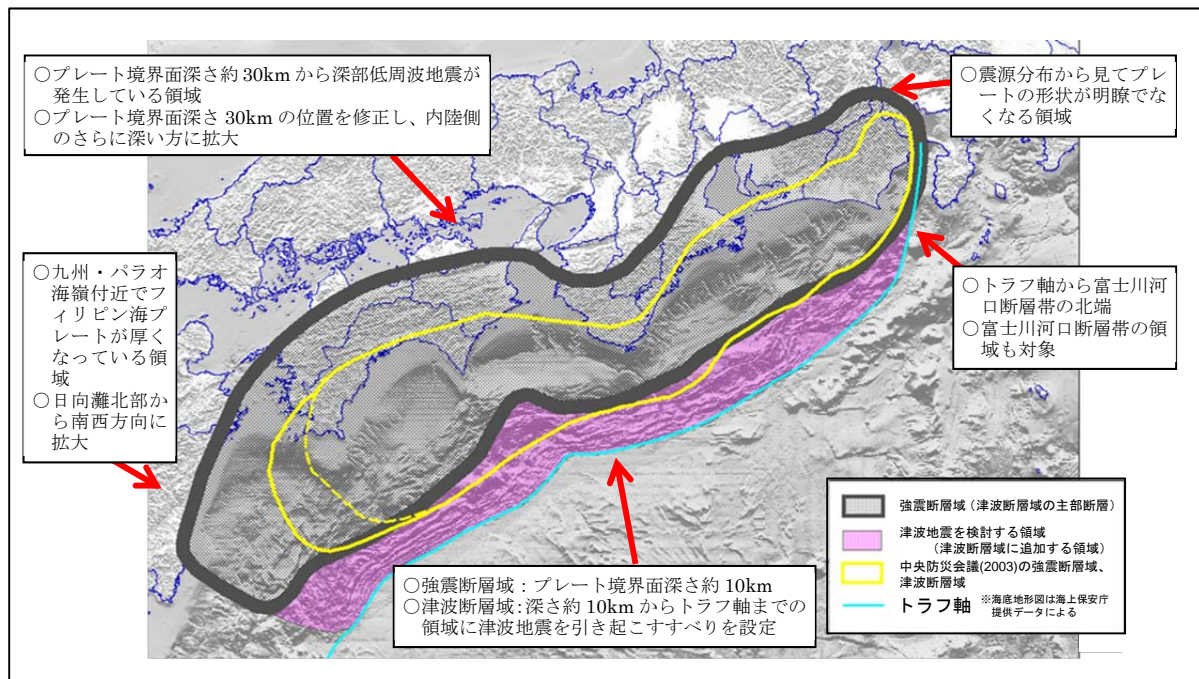 ○プレート境界面深さ約 30km から深部低周波地震が
発生している領域
○プレート境界面深さ 30km の位置を修正し、内陸側
のさらに深い方に拡大
○震源分布から見てプレ
ートの形状が明瞭でな
くなる領域
○九州・パラオ
海嶺付近でフ
ィリピン海プ
レートが厚く
なっている領
域
○日向灘北部か
ら南西方向に
拡大
○トラフ軸から富士川河
口断層帯の北端
○富士川河口断層帯の領
域も対象
○強震断層域：プレート境界面深さ約 10km
○津波断層域：深さ約 10km からトラフ軸までの
領域に津波地震を引き起こすすべりを設定
強震断層域（津波断層域の主部断層）
津波地震を検討する領域
（津波断層域に追加する領域）
中央防災会議(2003)の強震断層域、
津波断層域
トラフ軸 ※海底地形図は海上保安庁
提供データによる